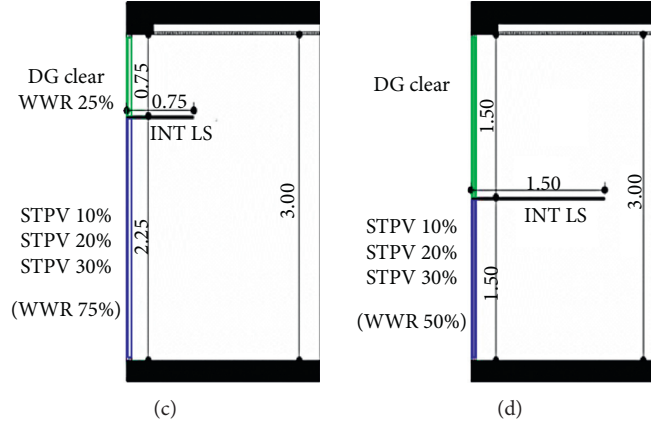 DG clear
WWR 25%
0.75
0.75
INT LS
STPV 10%
STPV 20%
STPV 30%
(WWR 75%)
2.25
3.00
(c)
DG clear
1.50
1.50
INT LS
STPV 10%
STPV 20%
STPV 30%
(WWR 50%)
1.50
3.00
(d)